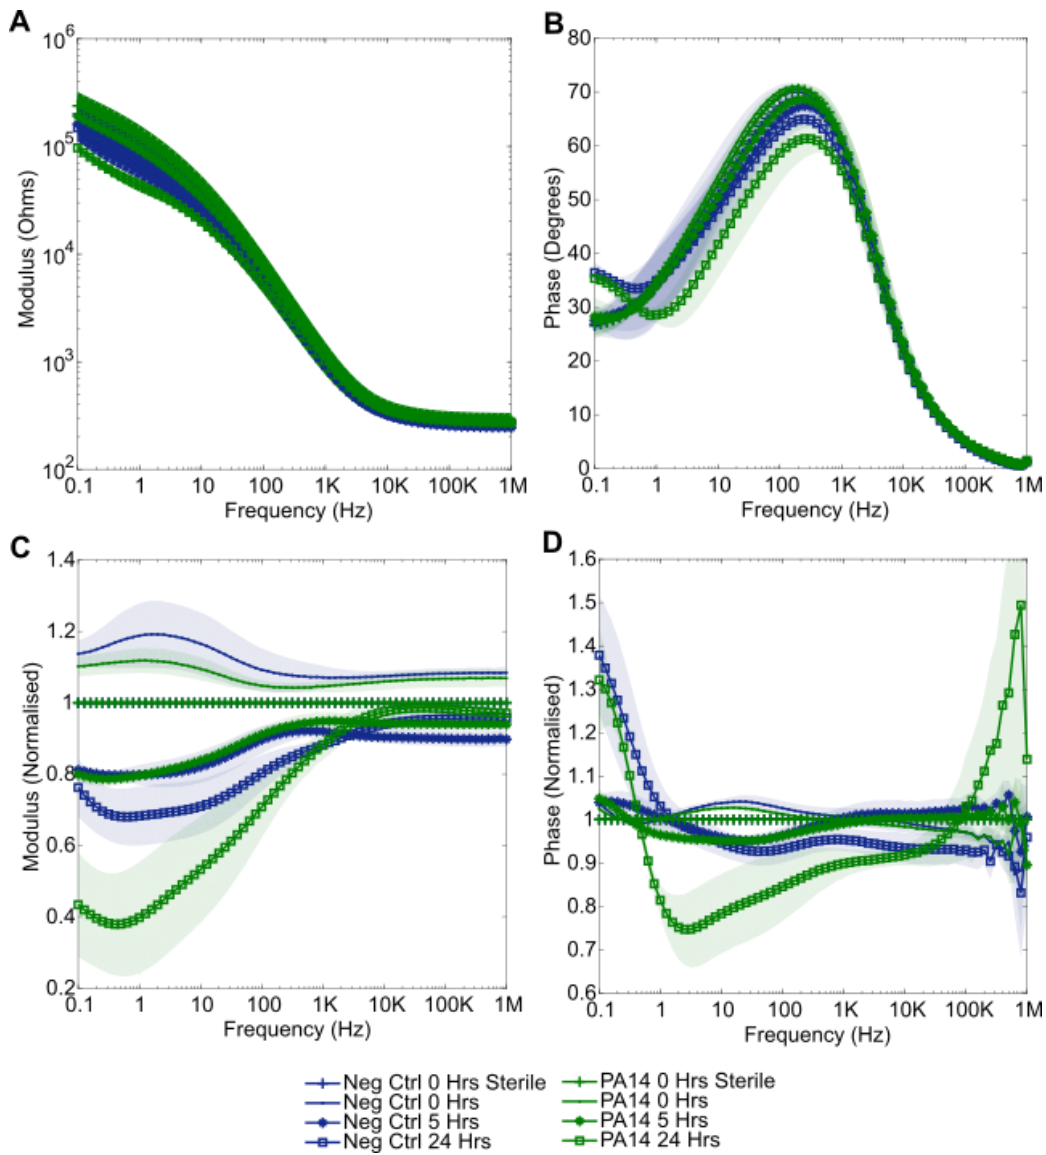 A
10^6
10^5
10^4
10^3
10^2
Modulus (Ohms)
0.1 1 10 100 1K 10K 100K 1M
Frequency (Hz)
B
80
70
60
50
40
30
20
10
0
Phase (Degrees)
0.1 1 10 100 1K 10K 100K 1M
Frequency (Hz)
C
1.4
1.2
1
0.8
0.6
0.4
0.2
Modulus (Normalised)
0.1 1 10 100 1K 10K 100K 1M
Frequency (Hz)
D
1.6
1.5
1.4
1.3
1.2
1.1
1
0.9
0.8
0.7
0.6
Phase (Normalised)
0.1 1 10 100 1K 10K 100K 1M
Frequency (Hz)
Neg Ctrl 0 Hrs Sterile
Neg Ctrl 0 Hrs
Neg Ctrl 5 Hrs
Neg Ctrl 24 Hrs
PA14 0 Hrs Sterile
PA14 0 Hrs
PA14 5 Hrs
PA14 24 Hrs